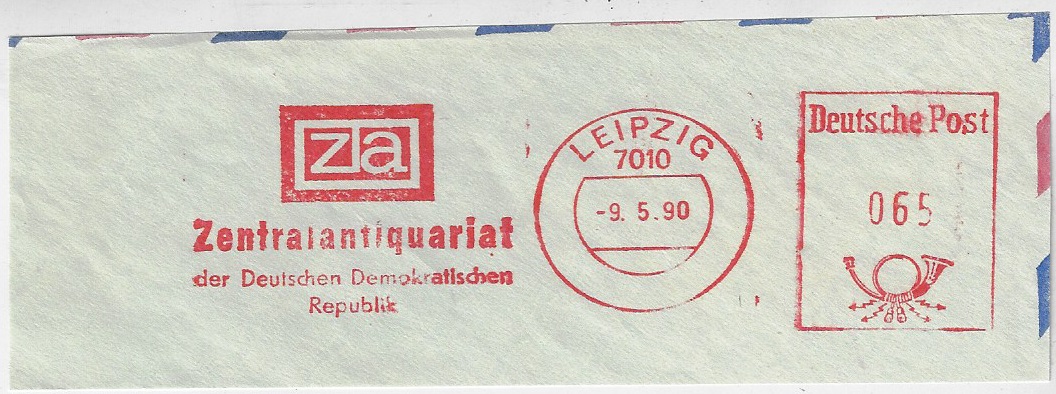 za
Zentralantiquariat
der Deutschen Demokratischen
Republik
LEIPZIG
7010
-9. 5.90
Deutsche Post
065